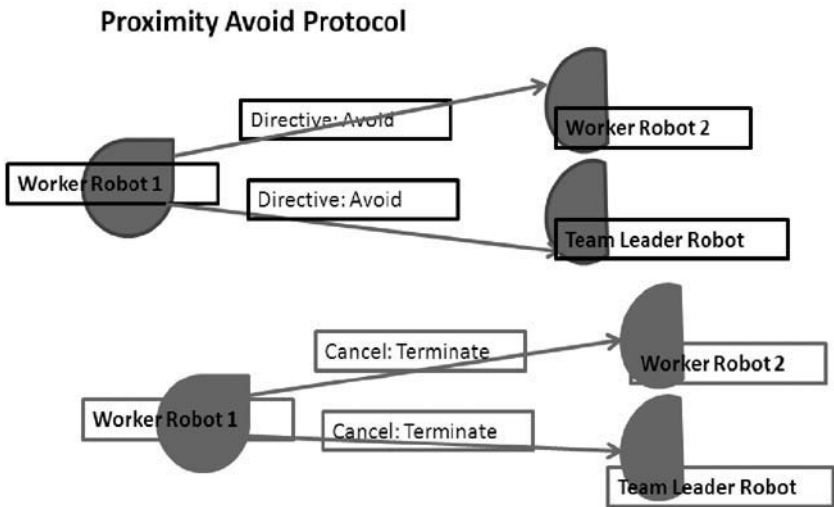 Proximity Avoid Protocol
Directive: Avoid
Worker Robot 2
Worker Robot 1
Directive: Avoid
Team Leader Robot
Cancel: Terminate
Worker Robot 2
Worker Robot 1
Cancel: Terminate
Team Leader Robot